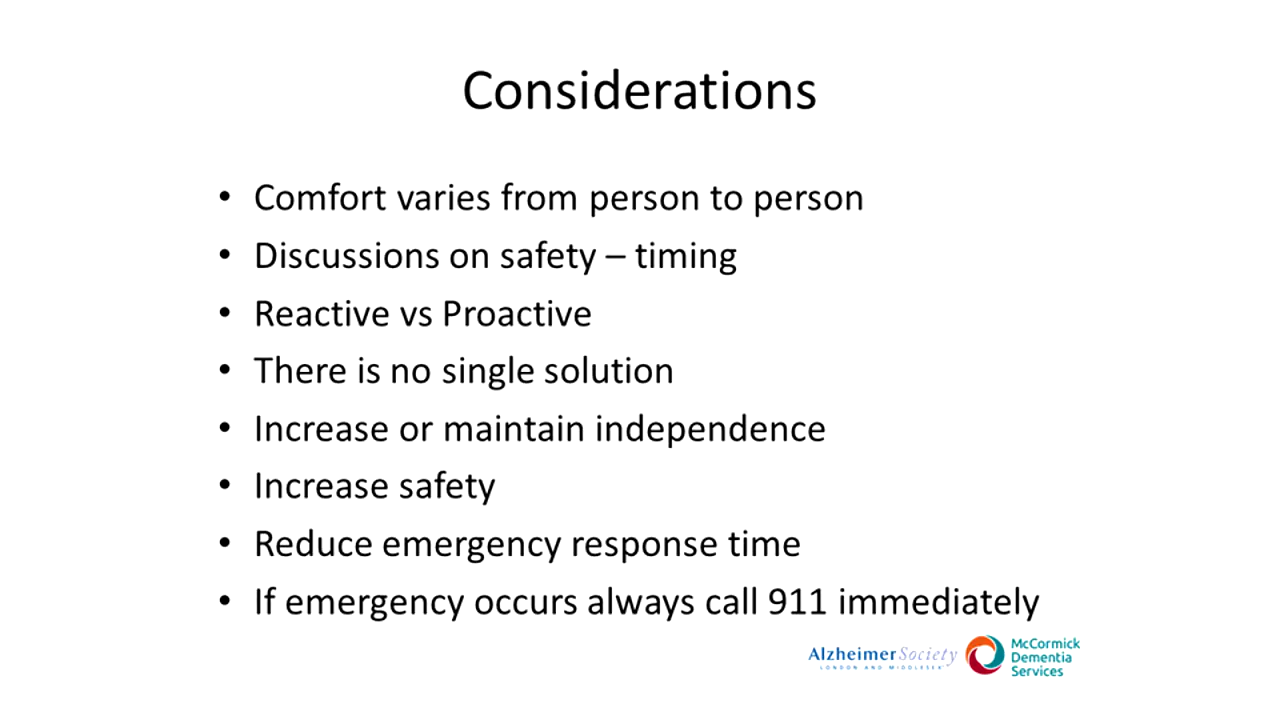 Considerations
• Comfort varies from person to person
• Discussions on safety – timing
• Reactive vs Proactive
• There is no single solution
• Increase or maintain independence
• Increase safety
• Reduce emergency response time
• If emergency occurs always call 911 immediately
AlzheimerSociety
LONDON AND MIDDLESEX
McCormick
Dementia
Services